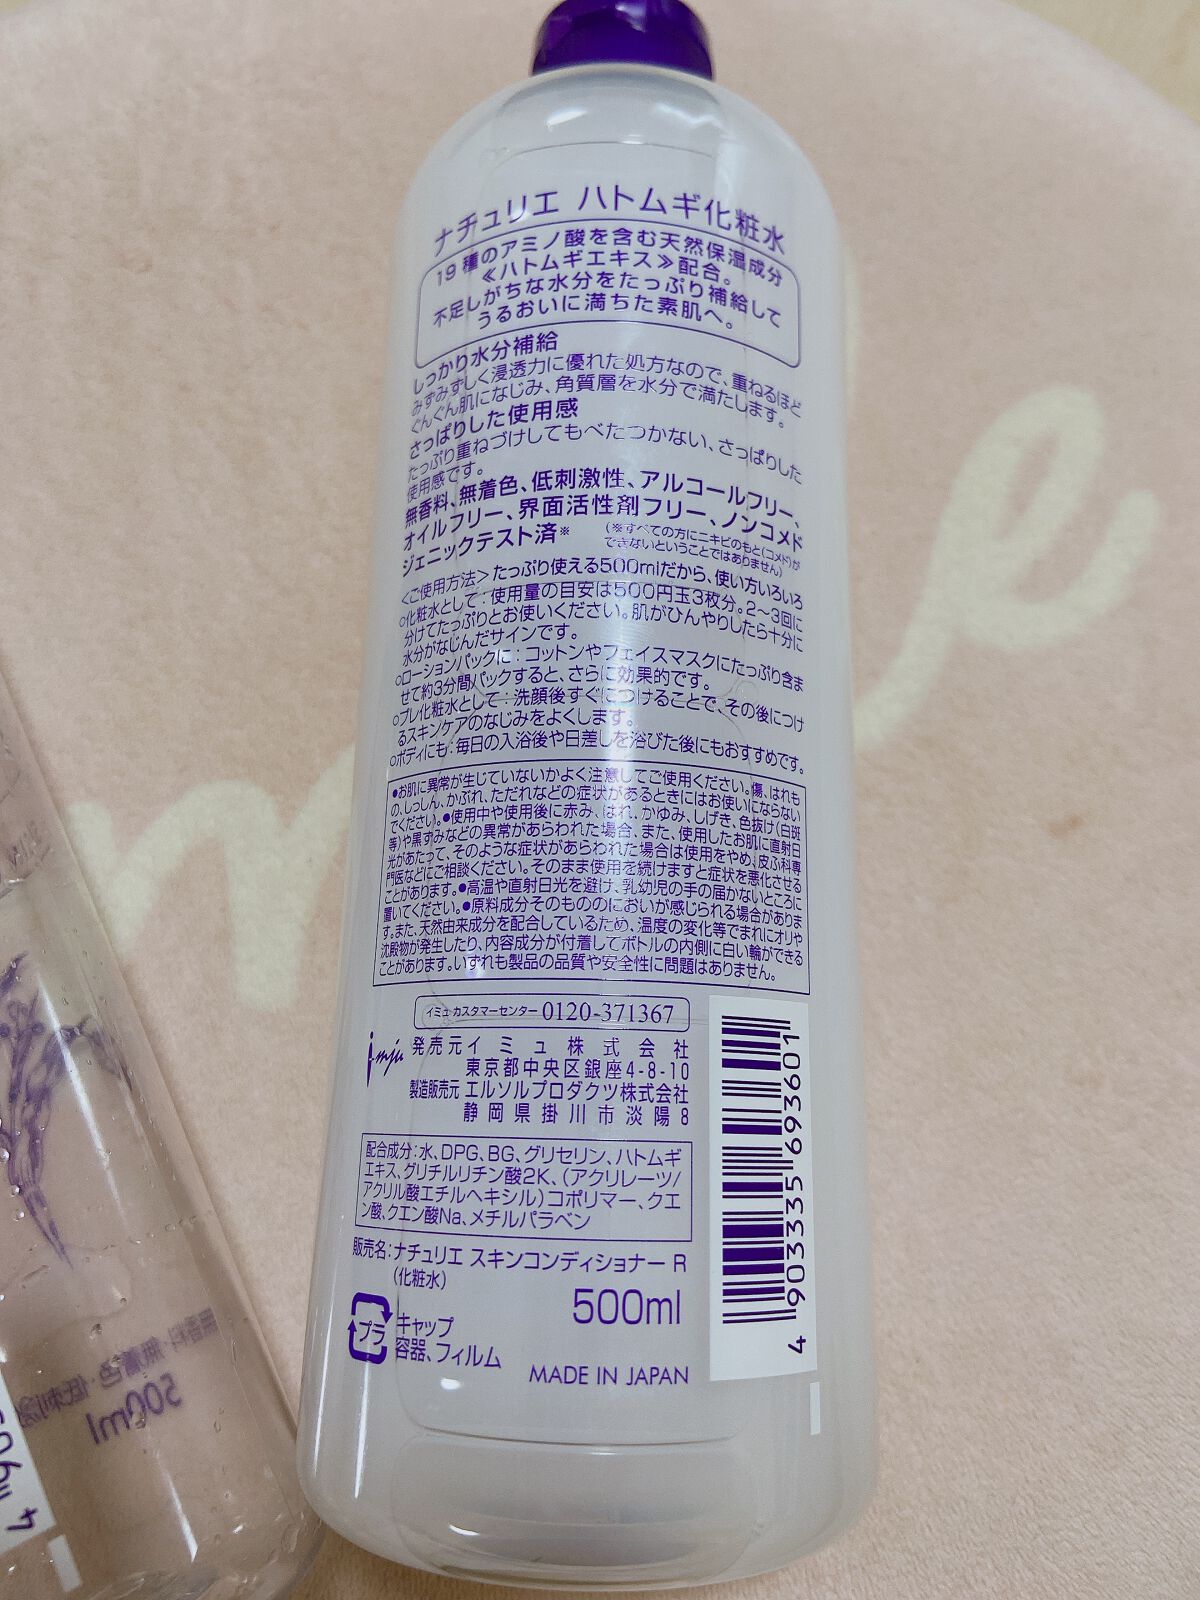 ナチュリエ ハトムギ化粧水
19種のアミノ酸を含む天然保湿成分
≪ハトムギエキス≫配合。
不足しがちな水分をたっぷり補給して
うるおいに満ちた素肌へ。
しっかり水分補給
みずみずしく浸透力に優れた処方なので、重ねるほど
ぐんぐん肌になじみ、角質層を水分で満たします。
さっぱりした使用感
たっぷり重ねづけしてもべたつかない、さっぱりした
使用感です。
無香料、無着色、低刺激性、アルコールフリー、
オイルフリー、界面活性剤フリー、ノンコメド
ジェニックテスト済※
(※すべての方にニキビのもと(コメド)が
できないということではありません)
<ご使用方法>たっぷり使える500mlだから、使い方いろいろ
○化粧水として:使用量の目安は500円玉3枚分。2~3回に
分けてたっぷりとお使いください。肌がひんやりしたら十分に
水分がなじんだサインです。
○ローションパックに:コットンやフェイスマスクにたっぷり含ま
せて約3分間パックすると、さらに効果的です。
○プレ化粧水として:洗顔後すぐにつけることで、その後につけ
るスキンケアのなじみをよくします。
○ボディにも:毎日の入浴後や日差しを浴びた後にもおすすめです。
●お肌に異常が生じていないかよく注意してご使用ください。傷、はれも
の、しっしん、かぶれ、ただれなどの症状があるときにはお使いにならない
でください。●使用中や使用後に赤み、はれ、かゆみ、しげき、色抜け(白斑
等)や黒ずみなどの異常があらわれた場合、また、使用したお肌に直射日
光があたって、そのような症状があらわれた場合は使用をやめ、皮ふ科専
門医などにご相談ください。そのまま使用を続けますと症状を悪化させる
ことがあります。●高温や直射日光を避け、乳幼児の手の届かないところに
置いてください。●原料成分そのもののにおいが感じられる場合がありま
す。また、天然由来成分を配合しているため、温度の変化等でまれにオリや
沈殿物が発生したり、内容成分が付着してボトルの内側に白い輪ができる
ことがあります。いずれも製品の品質や安全性に問題はありません。
イミュ カスタマーセンター 0120-371367
imju 発売元 イミュ株式会社
東京都中央区銀座4-8-10
製造販売元 エルソルプロダクツ株式会社
静岡県掛川市淡陽8
配合成分:水、DPG、BG、グリセリン、ハトムギ
エキス、グリチルリチン酸2K、(アクリレーツ/
アクリル酸エチルヘキシル)コポリマー、クエ
ン酸、クエン酸Na、メチルパラベン
販売名:ナチュリエ スキンコンディショナー R
(化粧水)
500ml
プラ
キャップ
容器、フィルム
MADE IN JAPAN
4 903335 693601
無香料・無着色・低刺
500ml